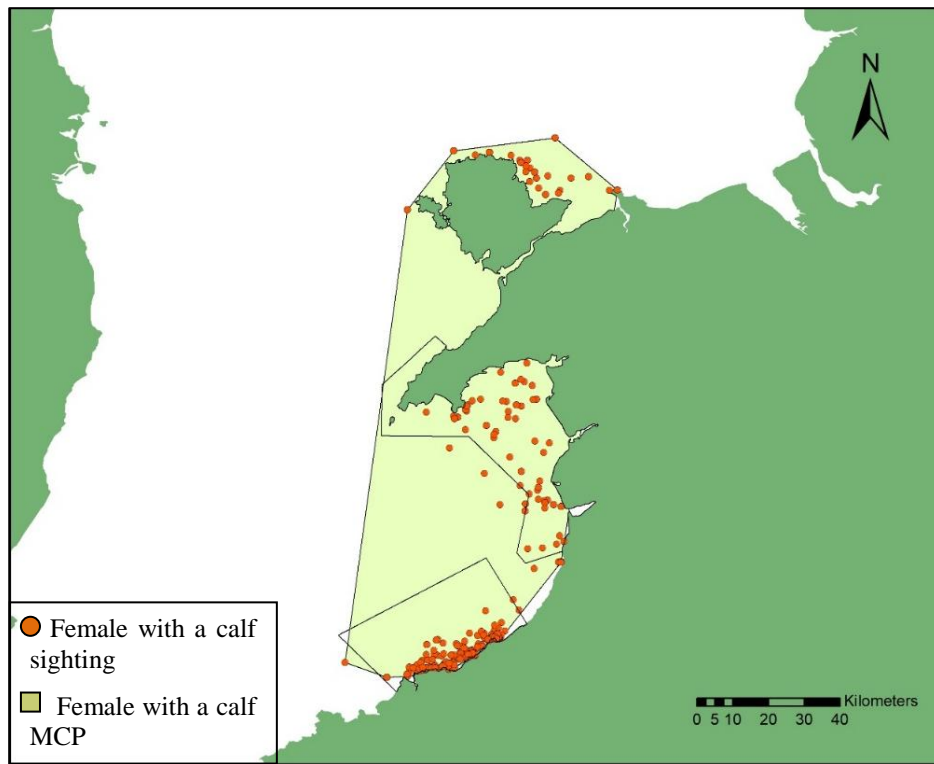 N
Female with a calf
sighting
Female with a calf
MCP
Kilometers
0 5 10 20 30 40